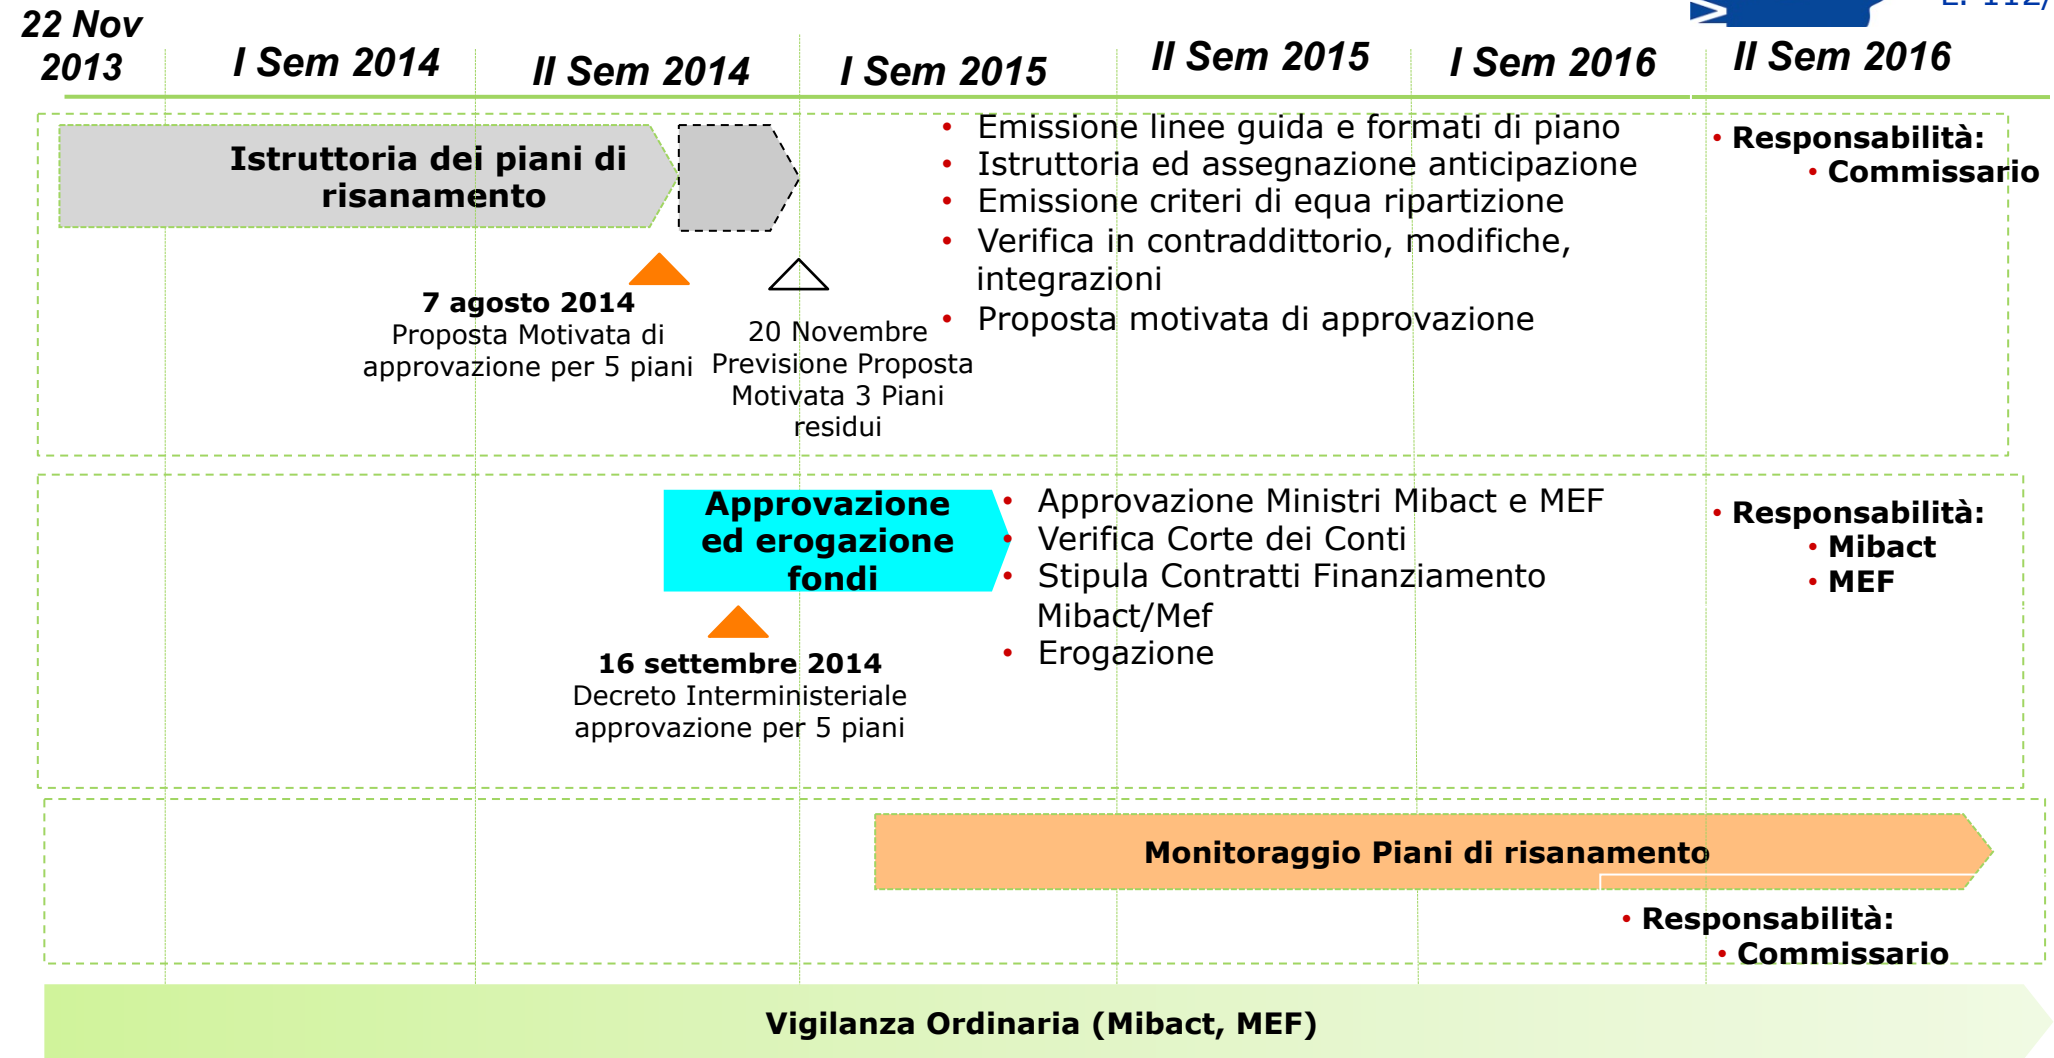 22 Nov
2013
I Sem 2014
II Sem 2014
I Sem 2015
II Sem 2015
I Sem 2016
II Sem 2016
Istruttoria dei piani di
risanamento
7 agosto 2014
Proposta Motivata di
approvazione per 5 piani
20 Novembre
Previsione Proposta
Motivata 3 Piani
residui
• Emissione linee guida e formati di piano
• Istruttoria ed assegnazione anticipazione
• Emissione criteri di equa ripartizione
• Verifica in contraddittorio, modifiche,
integrazioni
• Proposta motivata di approvazione
• Responsabilità:
• Commissario
Approvazione
ed erogazione
fondi
16 settembre 2014
Decreto Interministeriale
approvazione per 5 piani
• Approvazione Ministri Mibact e MEF
• Verifica Corte dei Conti
• Stipula Contratti Finanziamento
Mibact/Mef
• Erogazione
• Responsabilità:
• Mibact
• MEF
Monitoraggio Piani di risanamento
• Responsabilità:
• Commissario
Vigilanza Ordinaria (Mibact, MEF)